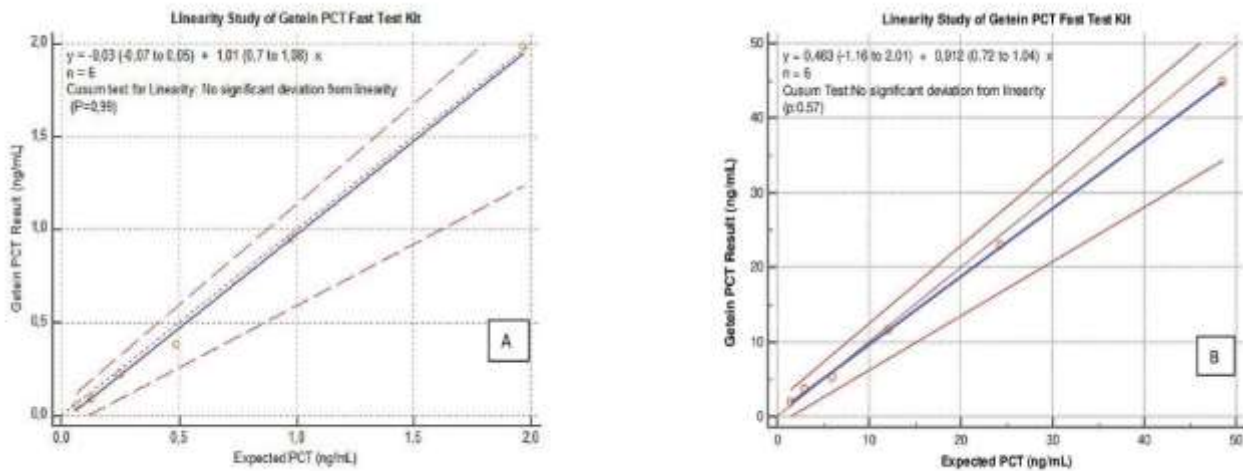 Linearity Study of Getein PCT Fast Test Kit
2,0
y = -0,03 (-0,07 to 0,05) + 1,01 (0,7 to 1,08) x
n = 6
Cusum test for Linearity: No significant deviation from linearity
(P=0,99)
1,5
1,0
0,5
0,0
Getein PCT Result (ng/mL)
A
0.0 0,5 1,0 1,5 2,0
Expected PCT (ng/mL)
Linearity Study of Getein PCT Fast Test Kit
50
y = 0,463 (-1.16 to 2.01) + 0,912 (0.72 to 1.04) x
n = 6
Cusum Test:No significant deviation from linearity
(p:0.57)
40
30
20
10
0
Getein PCT Result (ng/mL)
B
0 10 20 30 40 50
Expected PCT (ng/mL)